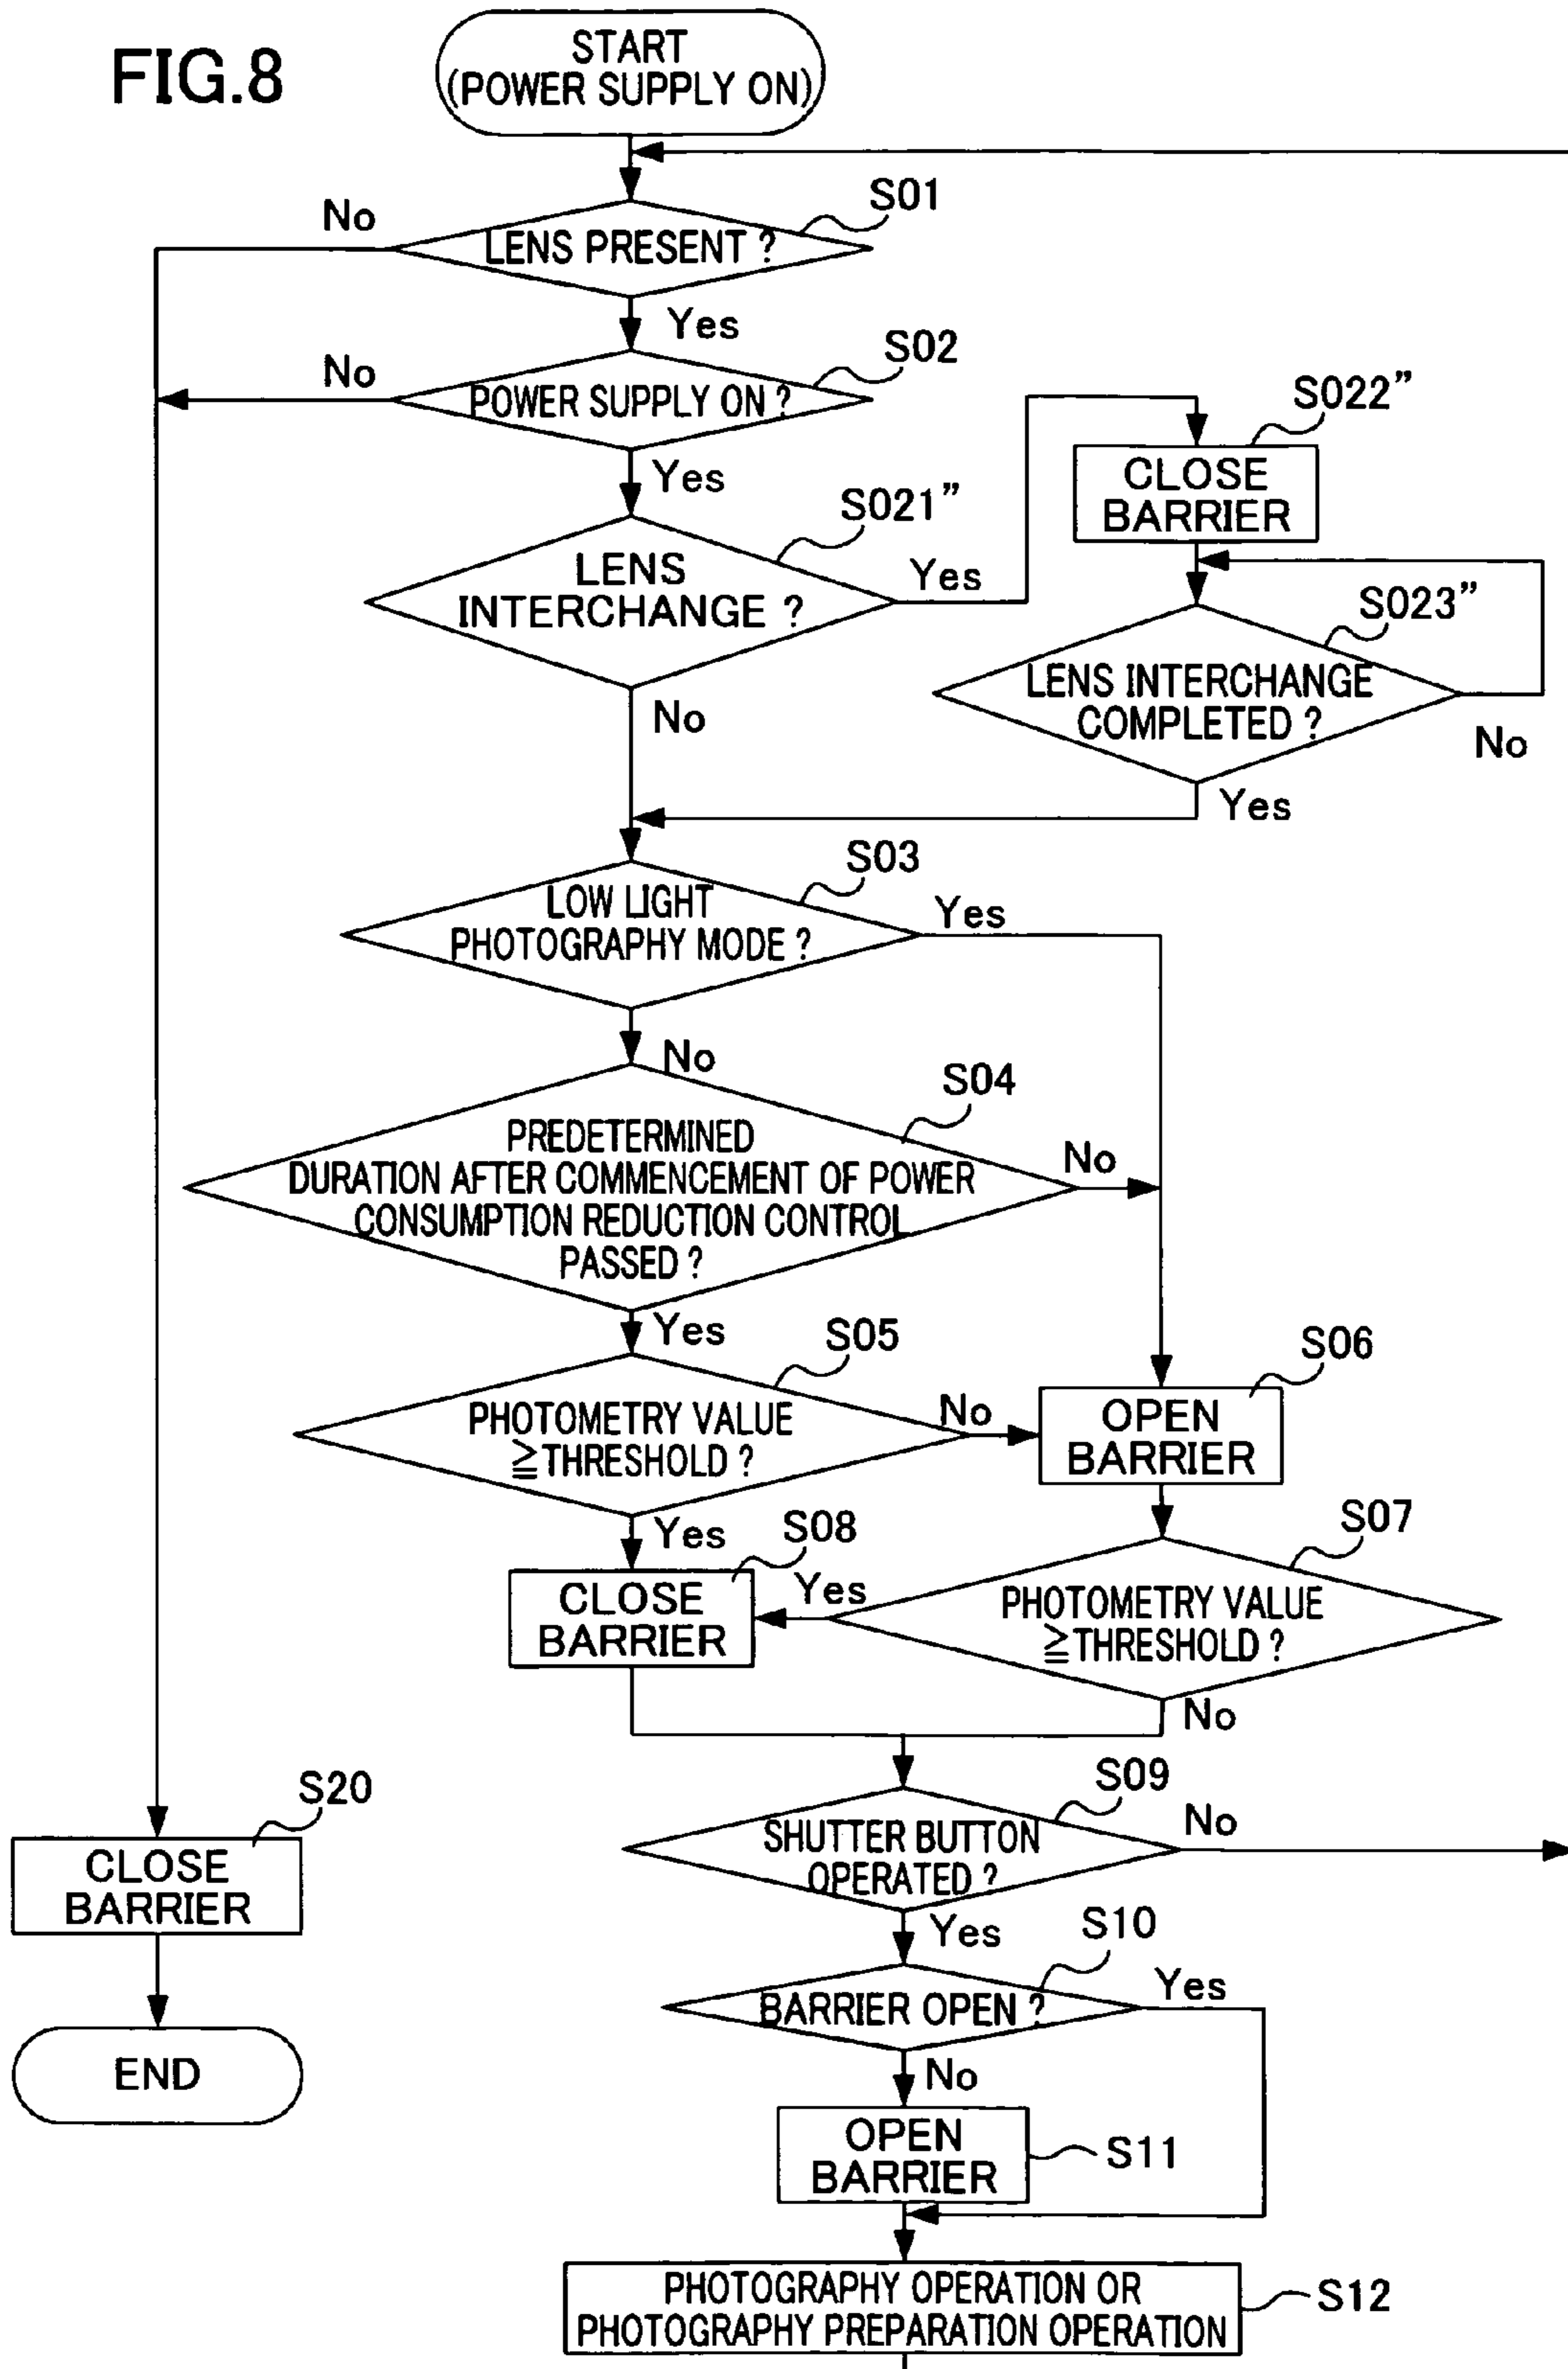 FIG.8
START
(POWER SUPPLY ON)
S01
No
LENS PRESENT ?
Yes
S02
No
POWER SUPPLY ON ?
Yes
S022”
CLOSE
BARRIER
S021”
LENS
INTERCHANGE ?
Yes
S023”
LENS INTERCHANGE
COMPLETED ?
No
No
Yes
S03
LOW LIGHT
PHOTOGRAPHY MODE ?
Yes
No
S04
PREDETERMINED
DURATION AFTER COMMENCEMENT OF POWER
CONSUMPTION REDUCTION CONTROL
PASSED ?
No
Yes
S05
PHOTOMETRY VALUE
≧THRESHOLD ?
No
S06
OPEN
BARRIER
Yes
S08
CLOSE
BARRIER
Yes
S07
PHOTOMETRY VALUE
≧THRESHOLD ?
No
S09
SHUTTER BUTTON
OPERATED ?
No
S20
CLOSE
BARRIER
Yes
S10
BARRIER OPEN ?
Yes
END
No
OPEN
BARRIER
S11
PHOTOGRAPHY OPERATION OR
PHOTOGRAPHY PREPARATION OPERATION
S12